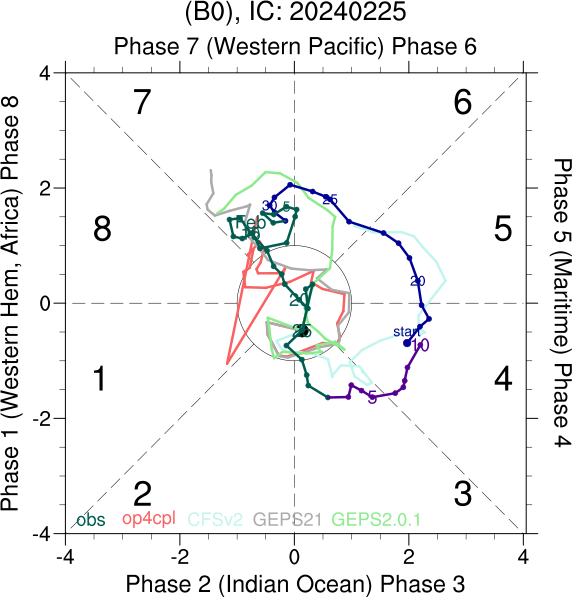 (B0), IC: 20240225
Phase 7 (Western Pacific) Phase 6
4
7
6
2
30
5
25
Feb
8
5
20
0
20
start
25
10
1
4
5
-2
2
3
obs op4cpl CFSv2 GEPS21 GEPS2.0.1
-4
-4 -2 0 2 4
Phase 2 (Indian Ocean) Phase 3
Phase 1 (Western Hem, Africa) Phase 8
Phase 5 (Maritime) Phase 4